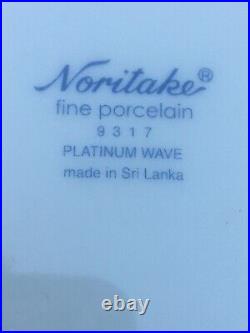 Noritake®
fine porcelain
9317
PLATINUM WAVE
made in Sri Lanka